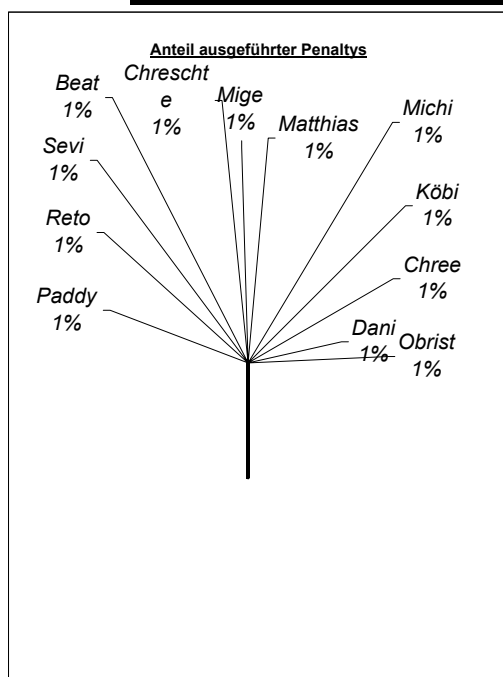 Anteil ausgeführter Penaltys
Beat
1%
Chrescht
e
1%
Mige
1%
Matthias
1%
Michi
1%
Sevi
1%
Köbi
1%
Reto
1%
Chree
1%
Paddy
1%
Dani
1%
Obrist
1%